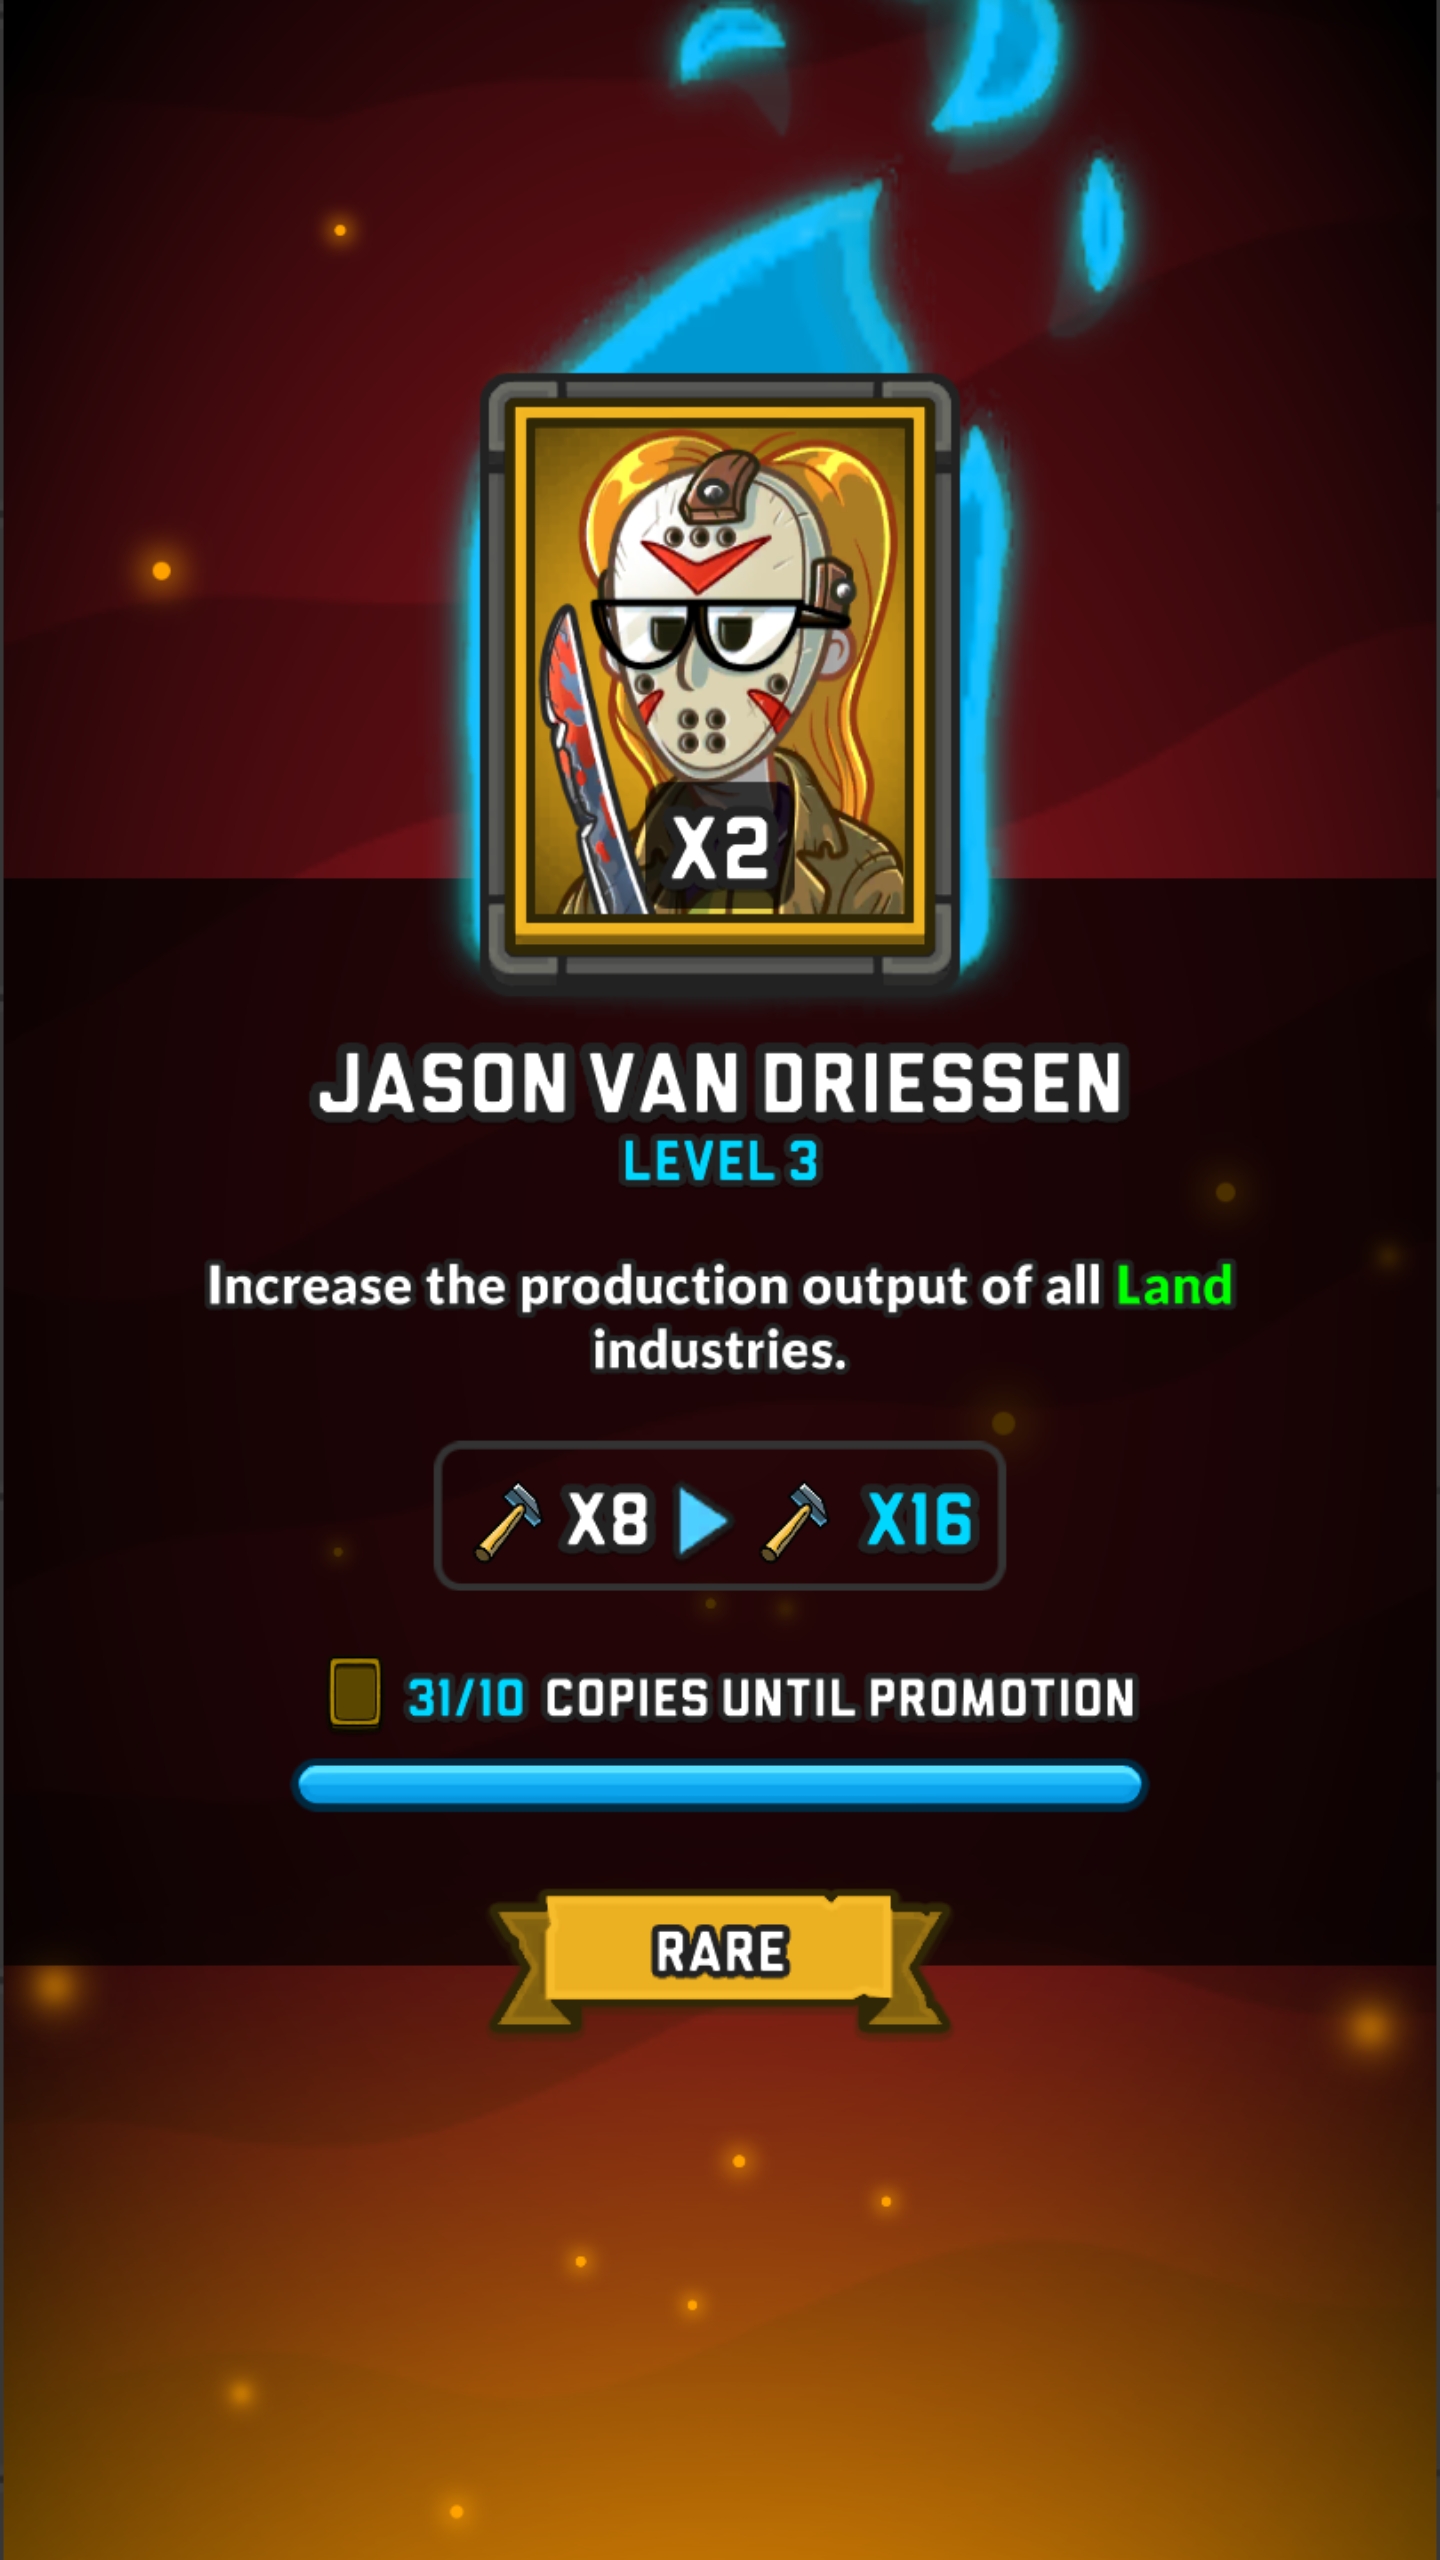 X2
JASON VAN DRIESSEN
LEVEL 3
Increase the production output of all Land
industries.
X8 X16
31/10 COPIES UNTIL PROMOTION
RARE